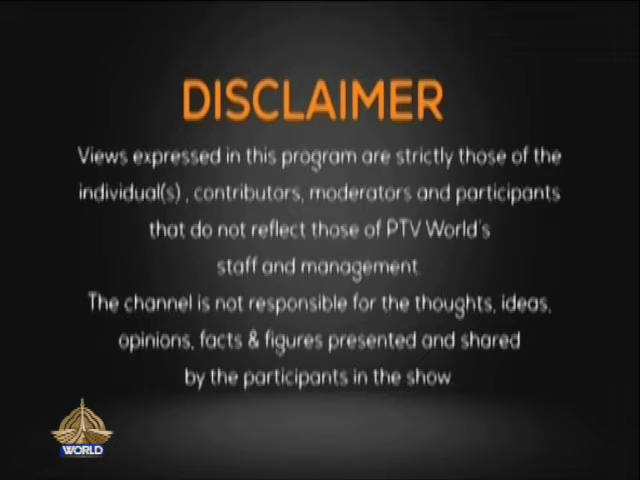 DISCLAIMER
Views expressed in this program are strictly those of the
individual(s) , contributors, moderators and participants
that do not reflect those of PTV World's
staff and management.
The channel is not responsible for the thoughts, ideas,
opinions, facts & figures presented and shared
by the participants in the show.
WORLD